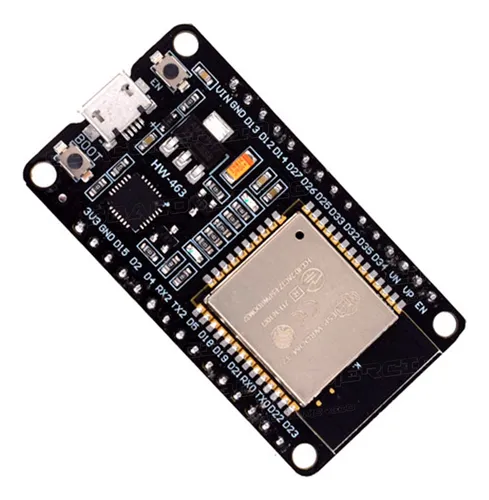 EN
BOOT
HW-463
VIN GND D13 D12 D14 D27 D26 D25 D33 D32 D35 D34 VN VP EN
3V3 GND D15 D2 D4 RX2 TX2 D5 D18 D19 D21 RX0 TX0 D22 D23